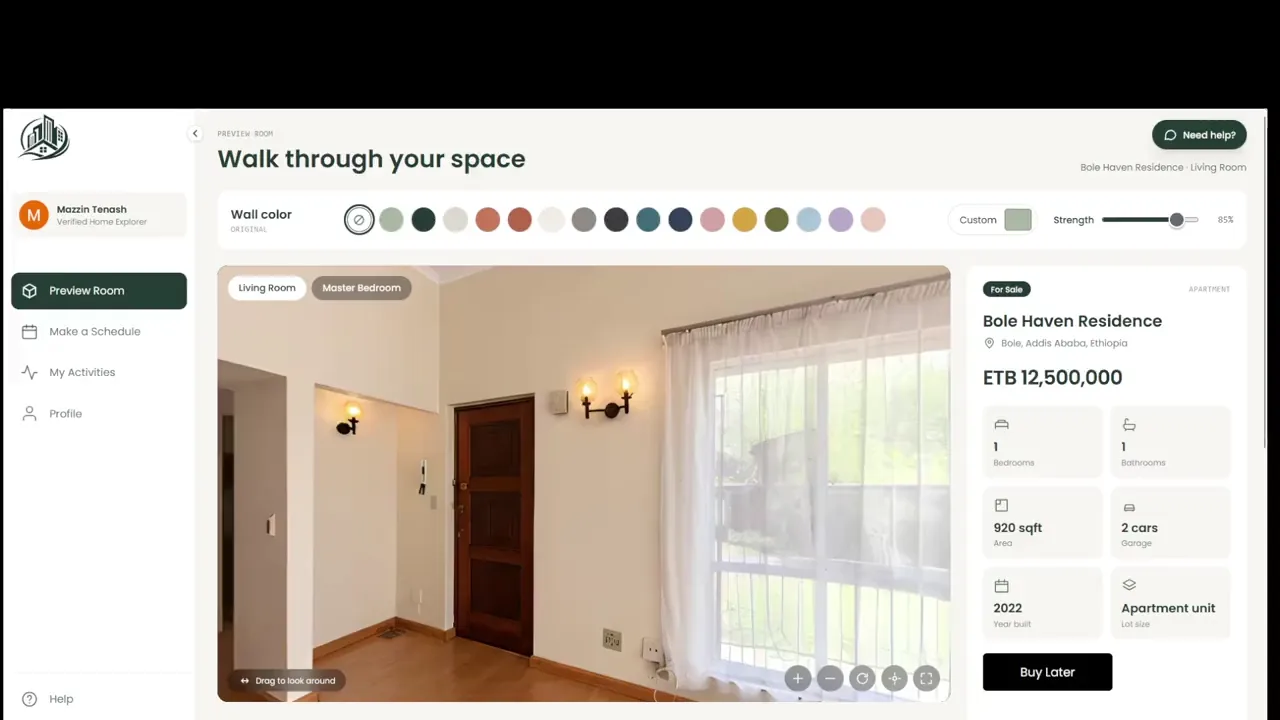 PREVIEW ROOM
Walk through your space
Need help?
Bole Haven Residence · Living Room
Mazzin Tenash
Verified Home Explorer
M
Preview Room
Make a Schedule
My Activities
Profile
Help
Wall color
ORIGINAL
Custom
Strength
85%
Living Room
Master Bedroom
Drag to look around
For Sale
APARTMENT
Bole Haven Residence
Bole, Addis Ababa, Ethiopia
ETB 12,500,000
1
Bedrooms
1
Bathrooms
920 sqft
Area
2 cars
Garage
2022
Year built
Apartment unit
Lot size
Buy Later